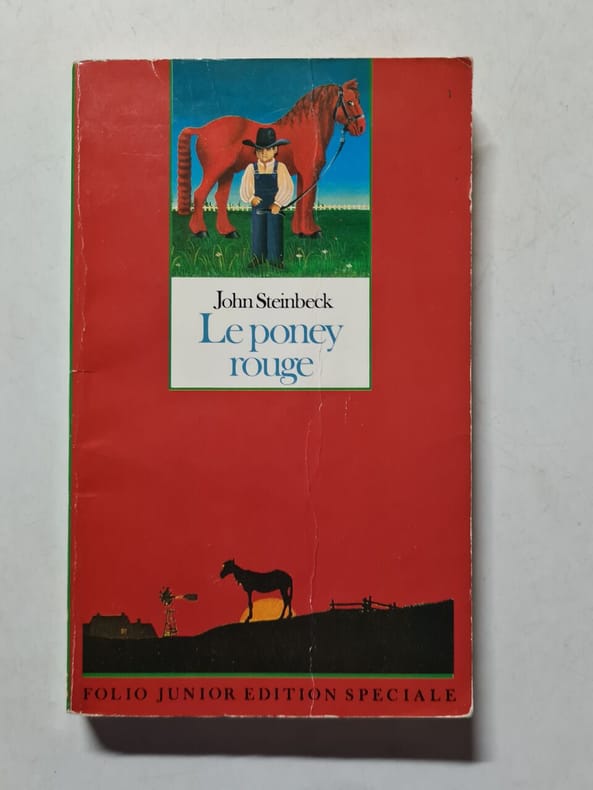 John Steinbeck
Le poney
rouge
FOLIO JUNIOR EDITION SPECIALE